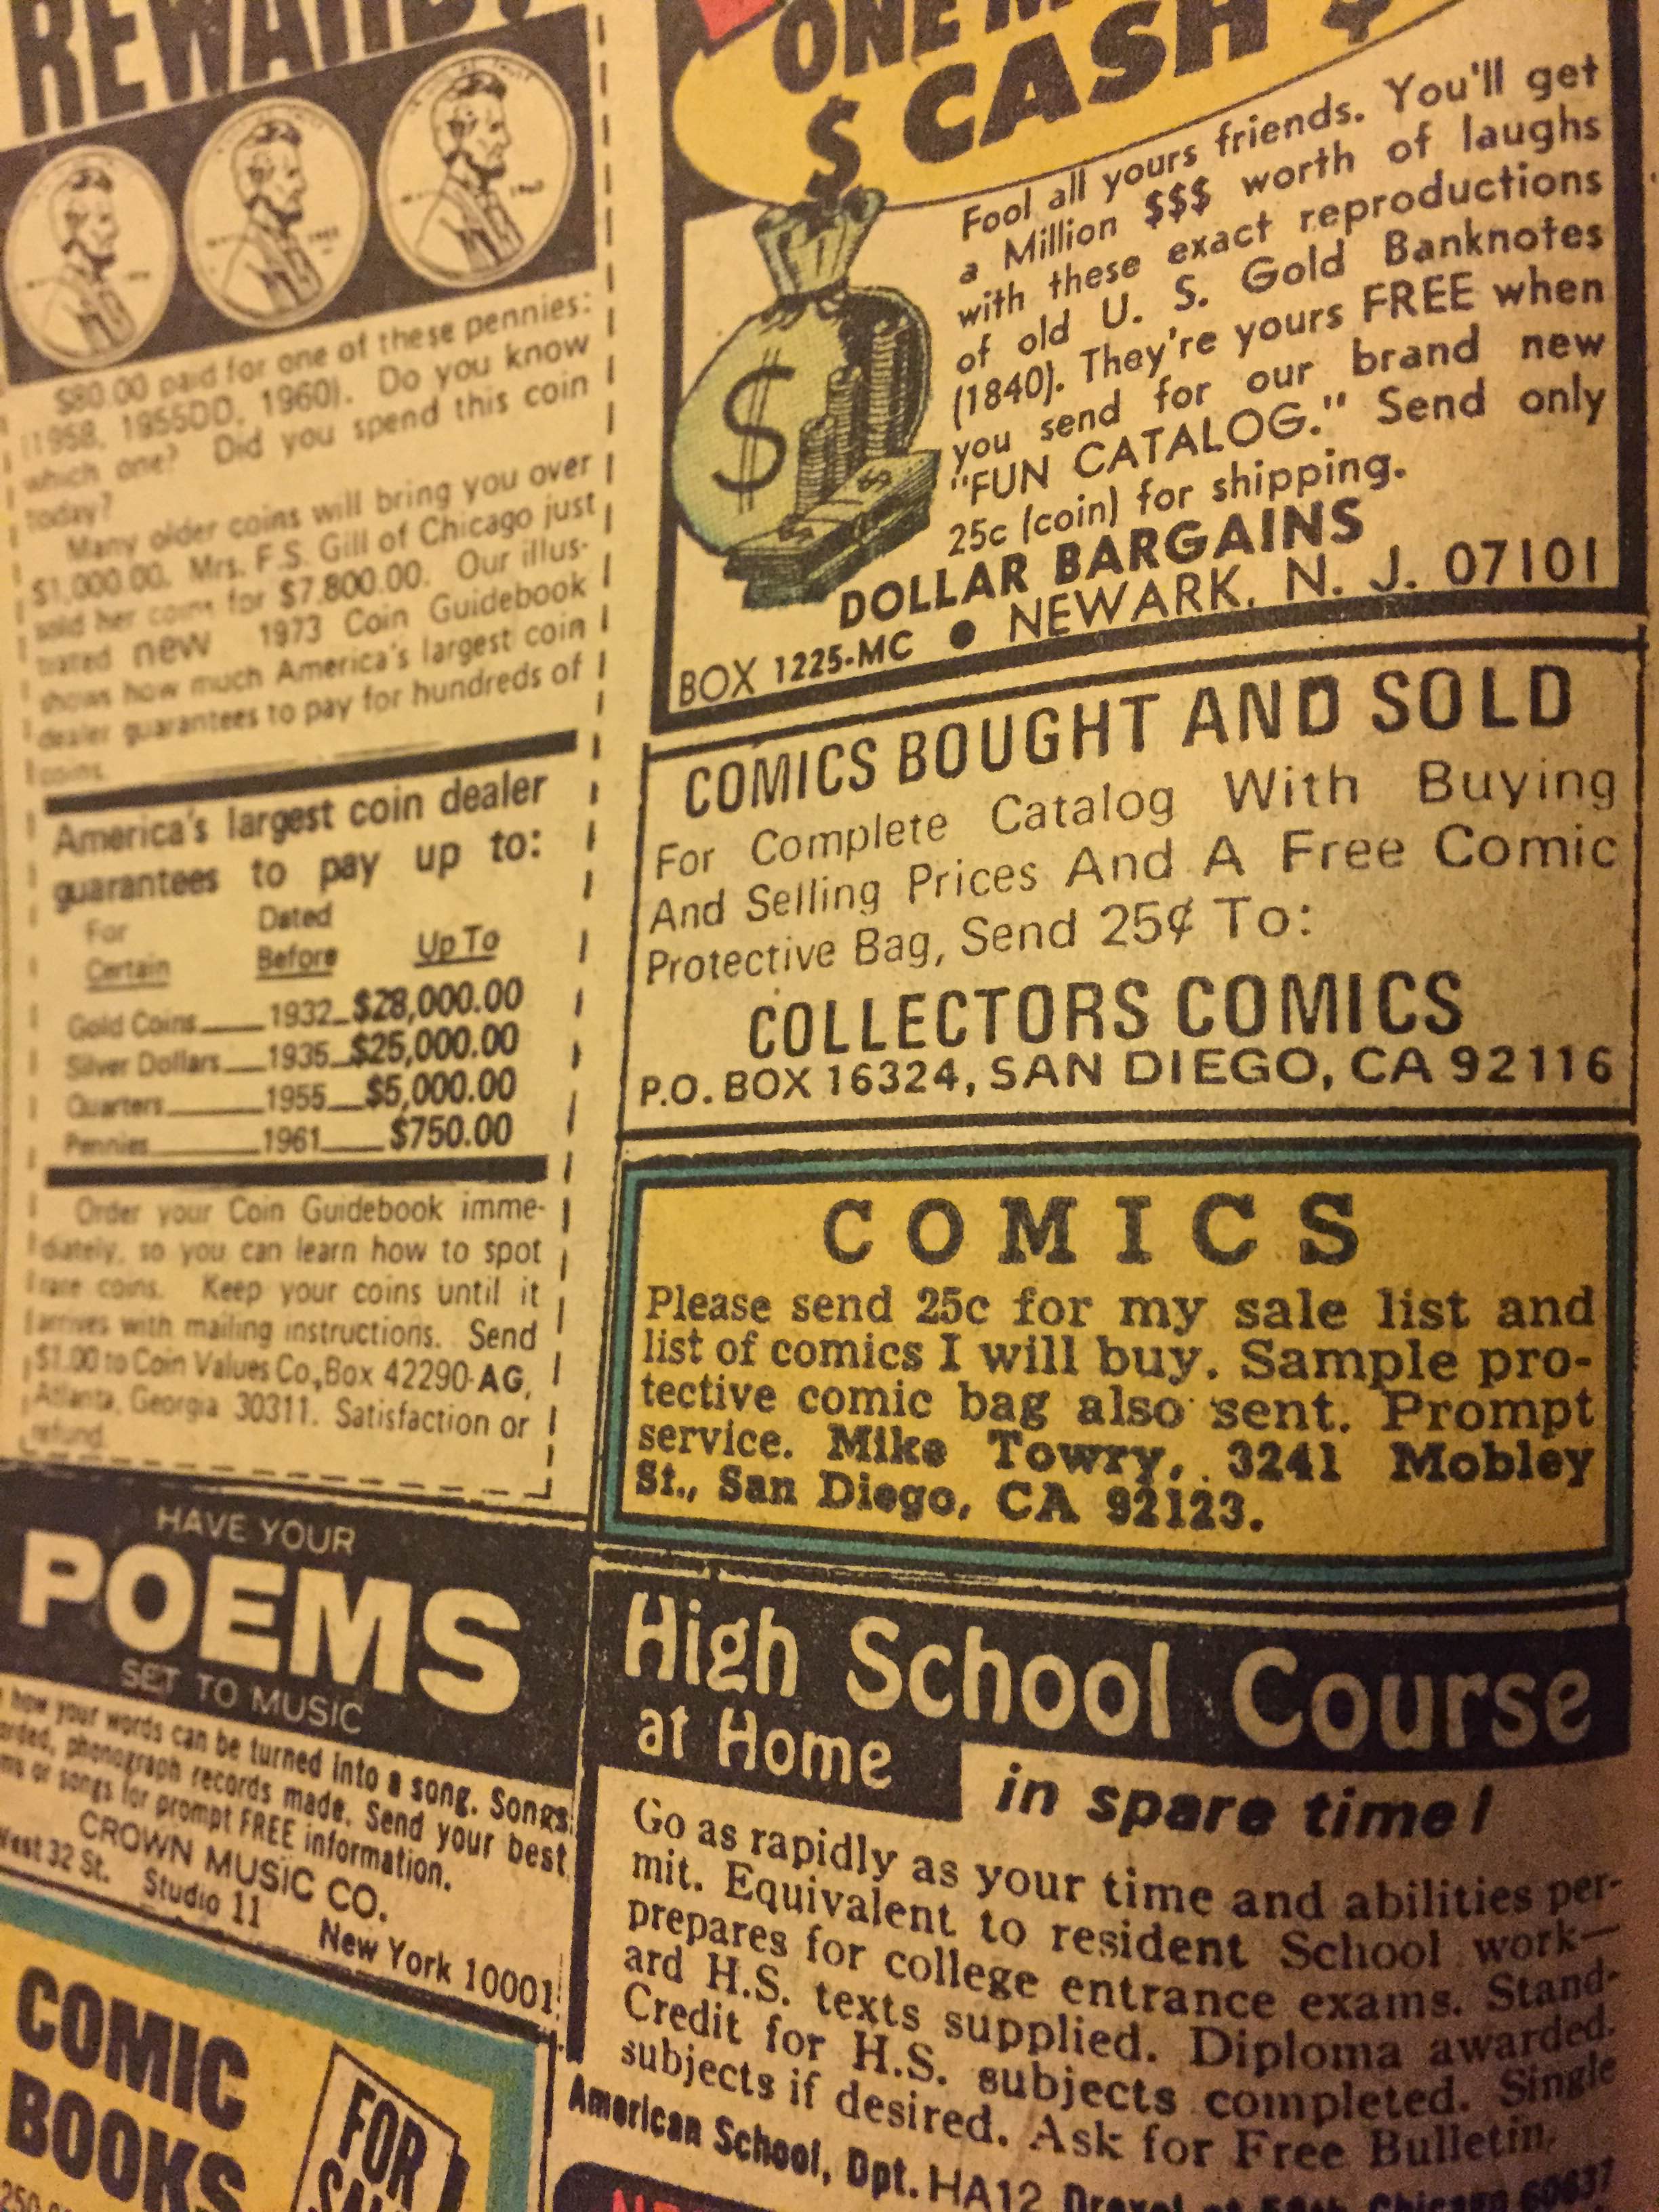 REWARD!
$80.00 paid for one of these pennies:
(1958, 1955DD, 1960). Do you know
which one? Did you spend this coin
today?
Many older coins will bring you over
$1,000.00. Mrs. F.S. Gill of Chicago just
sold her coins for $7,800.00. Our illus-
trated new 1973 Coin Guidebook
shows how much America's largest coin
dealer guarantees to pay for hundreds of
coins.
America's largest coin dealer
guarantees to pay up to:
For Dated
Certain Before Up To
Gold Coins 1932 $28,000.00
Silver Dollars 1935 $25,000.00
Quarters 1955 $5,000.00
Pennies 1961 $750.00
Order your Coin Guidebook imme-
diately, so you can learn how to spot
rare coins. Keep your coins until it
arrives with mailing instructions. Send
$1.00 to Coin Values Co., Box 42290-AG,
Atlanta, Georgia 30311. Satisfaction or
refund.
HAVE YOUR
POEMS
SET TO MUSIC
how your words can be turned into a song. Songs
phonograph records made. Send your best
or songs for prompt FREE information.
CROWN MUSIC CO.
West 32 St. Studio 11 New York 10001
COMIC
BOOKS
FOR
ONE
$ CASH $
Fool all yours friends. You'll get
a Million $$$ worth of laughs
with these exact reproductions
of old U. S. Gold Banknotes
(1840). They're yours FREE when
you send for our brand new
"FUN CATALOG." Send only
25c (coin) for shipping.
DOLLAR BARGAINS
BOX 1225-MC ● NEWARK, N. J. 07101
COMICS BOUGHT AND SOLD
For Complete Catalog With Buying
And Selling Prices And A Free Comic
Protective Bag, Send 25¢ To:
COLLECTORS COMICS
P.O. BOX 16324, SAN DIEGO, CA 92116
COMICS
Please send 25c for my sale list and
list of comics I will buy. Sample pro-
tective comic bag also sent. Prompt
service. Mike Towry, 3241 Mobley
St., San Diego, CA 92123.
High School Course
at Home in spare time!
Go as rapidly as your time and abilities per-
mit. Equivalent to resident School work—
prepares for college entrance exams. Stand-
ard H.S. texts supplied. Diploma awarded.
Credit for H.S. subjects completed. Single
subjects if desired. Ask for Free Bulletin.
American School, Dpt. HA12 Drexel at 58th, Chicago 60637